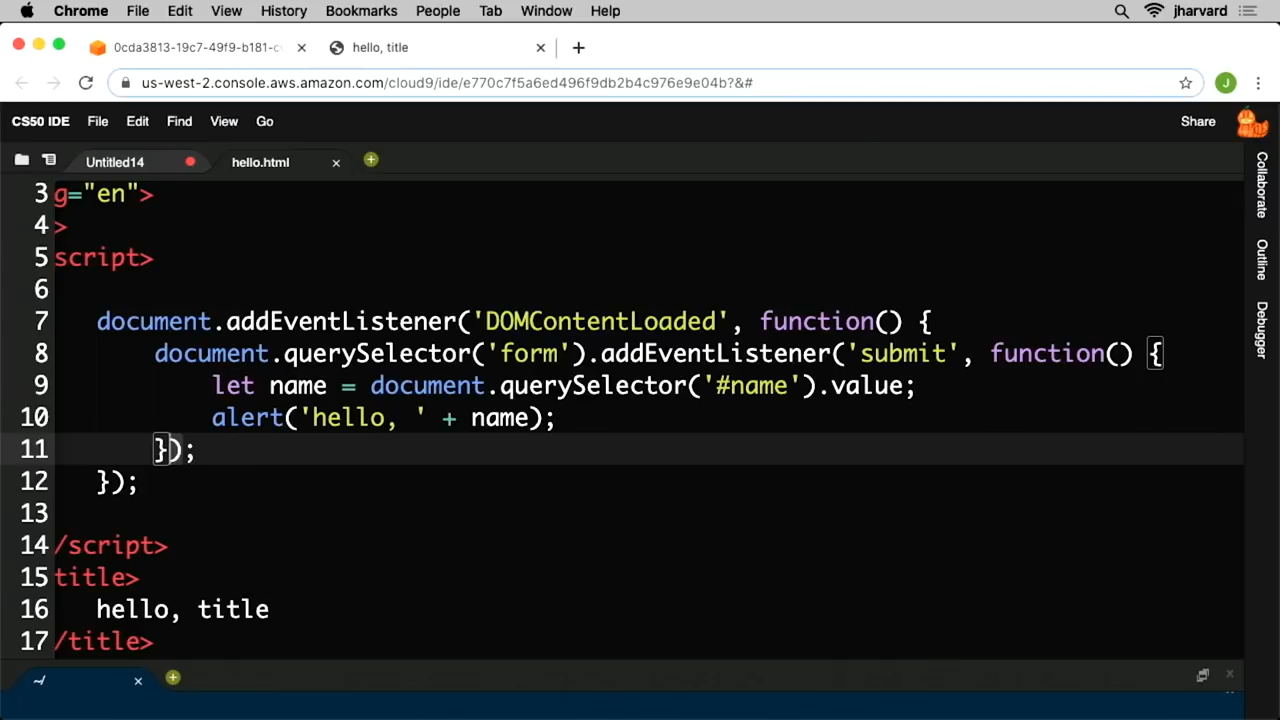 Chrome File Edit View History Bookmarks People Tab Window Help jharvard
0cda3813-19c7-49f9-b181-c hello, title
us-west-2.console.aws.amazon.com/cloud9/ide/e770c7f5a6ed496f9db2b4c976e9e04b?&#
J
CS50 IDE File Edit Find View Go Share
Untitled14 hello.html
Collaborate
Outline
Debugger
3 g="en">
4 >
5 script>
6
7 document.addEventListener('DOMContentLoaded', function() {
8 document.querySelector('form').addEventListener('submit', function() {
9 let name = document.querySelector('#name').value;
10 alert('hello, ' + name);
11 });
12 });
13
14 /script>
15 title>
16 hello, title
17 /title>
~/